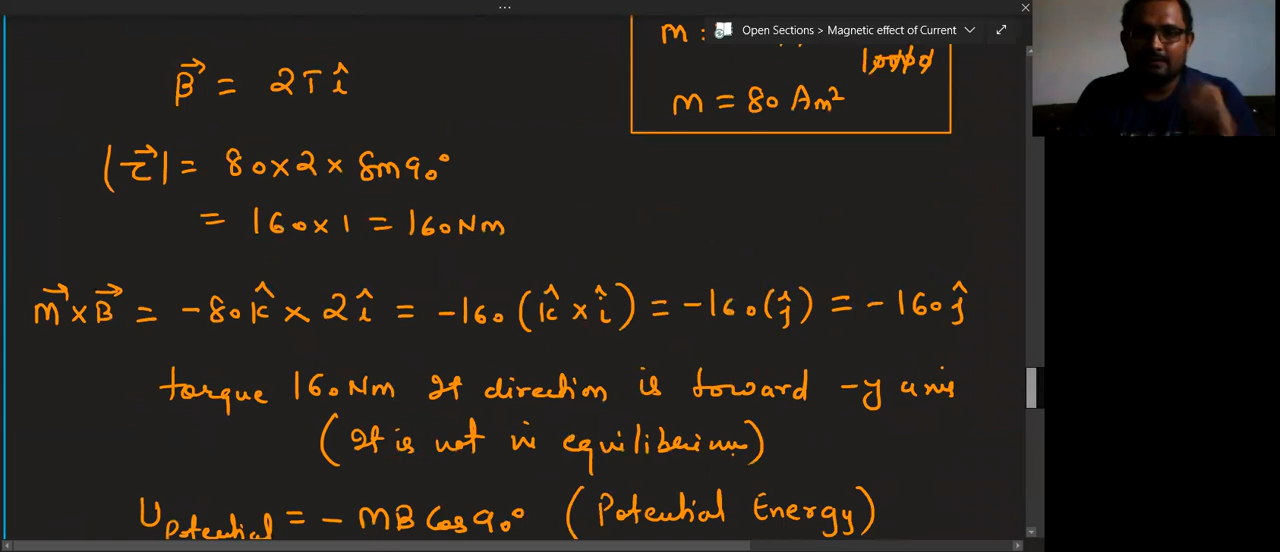 ...
Open Sections > Magnetic effect of Current
m :
10000
m = 80 Am²
B⃗ = 2T î
|τ⃗| = 80 × 2 × Sin 90°
= 160 × 1 = 160 Nm
m⃗ × B⃗ = -80 k̂ × 2 î = -160 (k̂ × î) = -160 (ĵ) = -160 ĵ
torque 160 Nm It direction is toward -y axis
(It is not in equiliberium)
U Potential = - MB Cos 90° (Potential Energy)